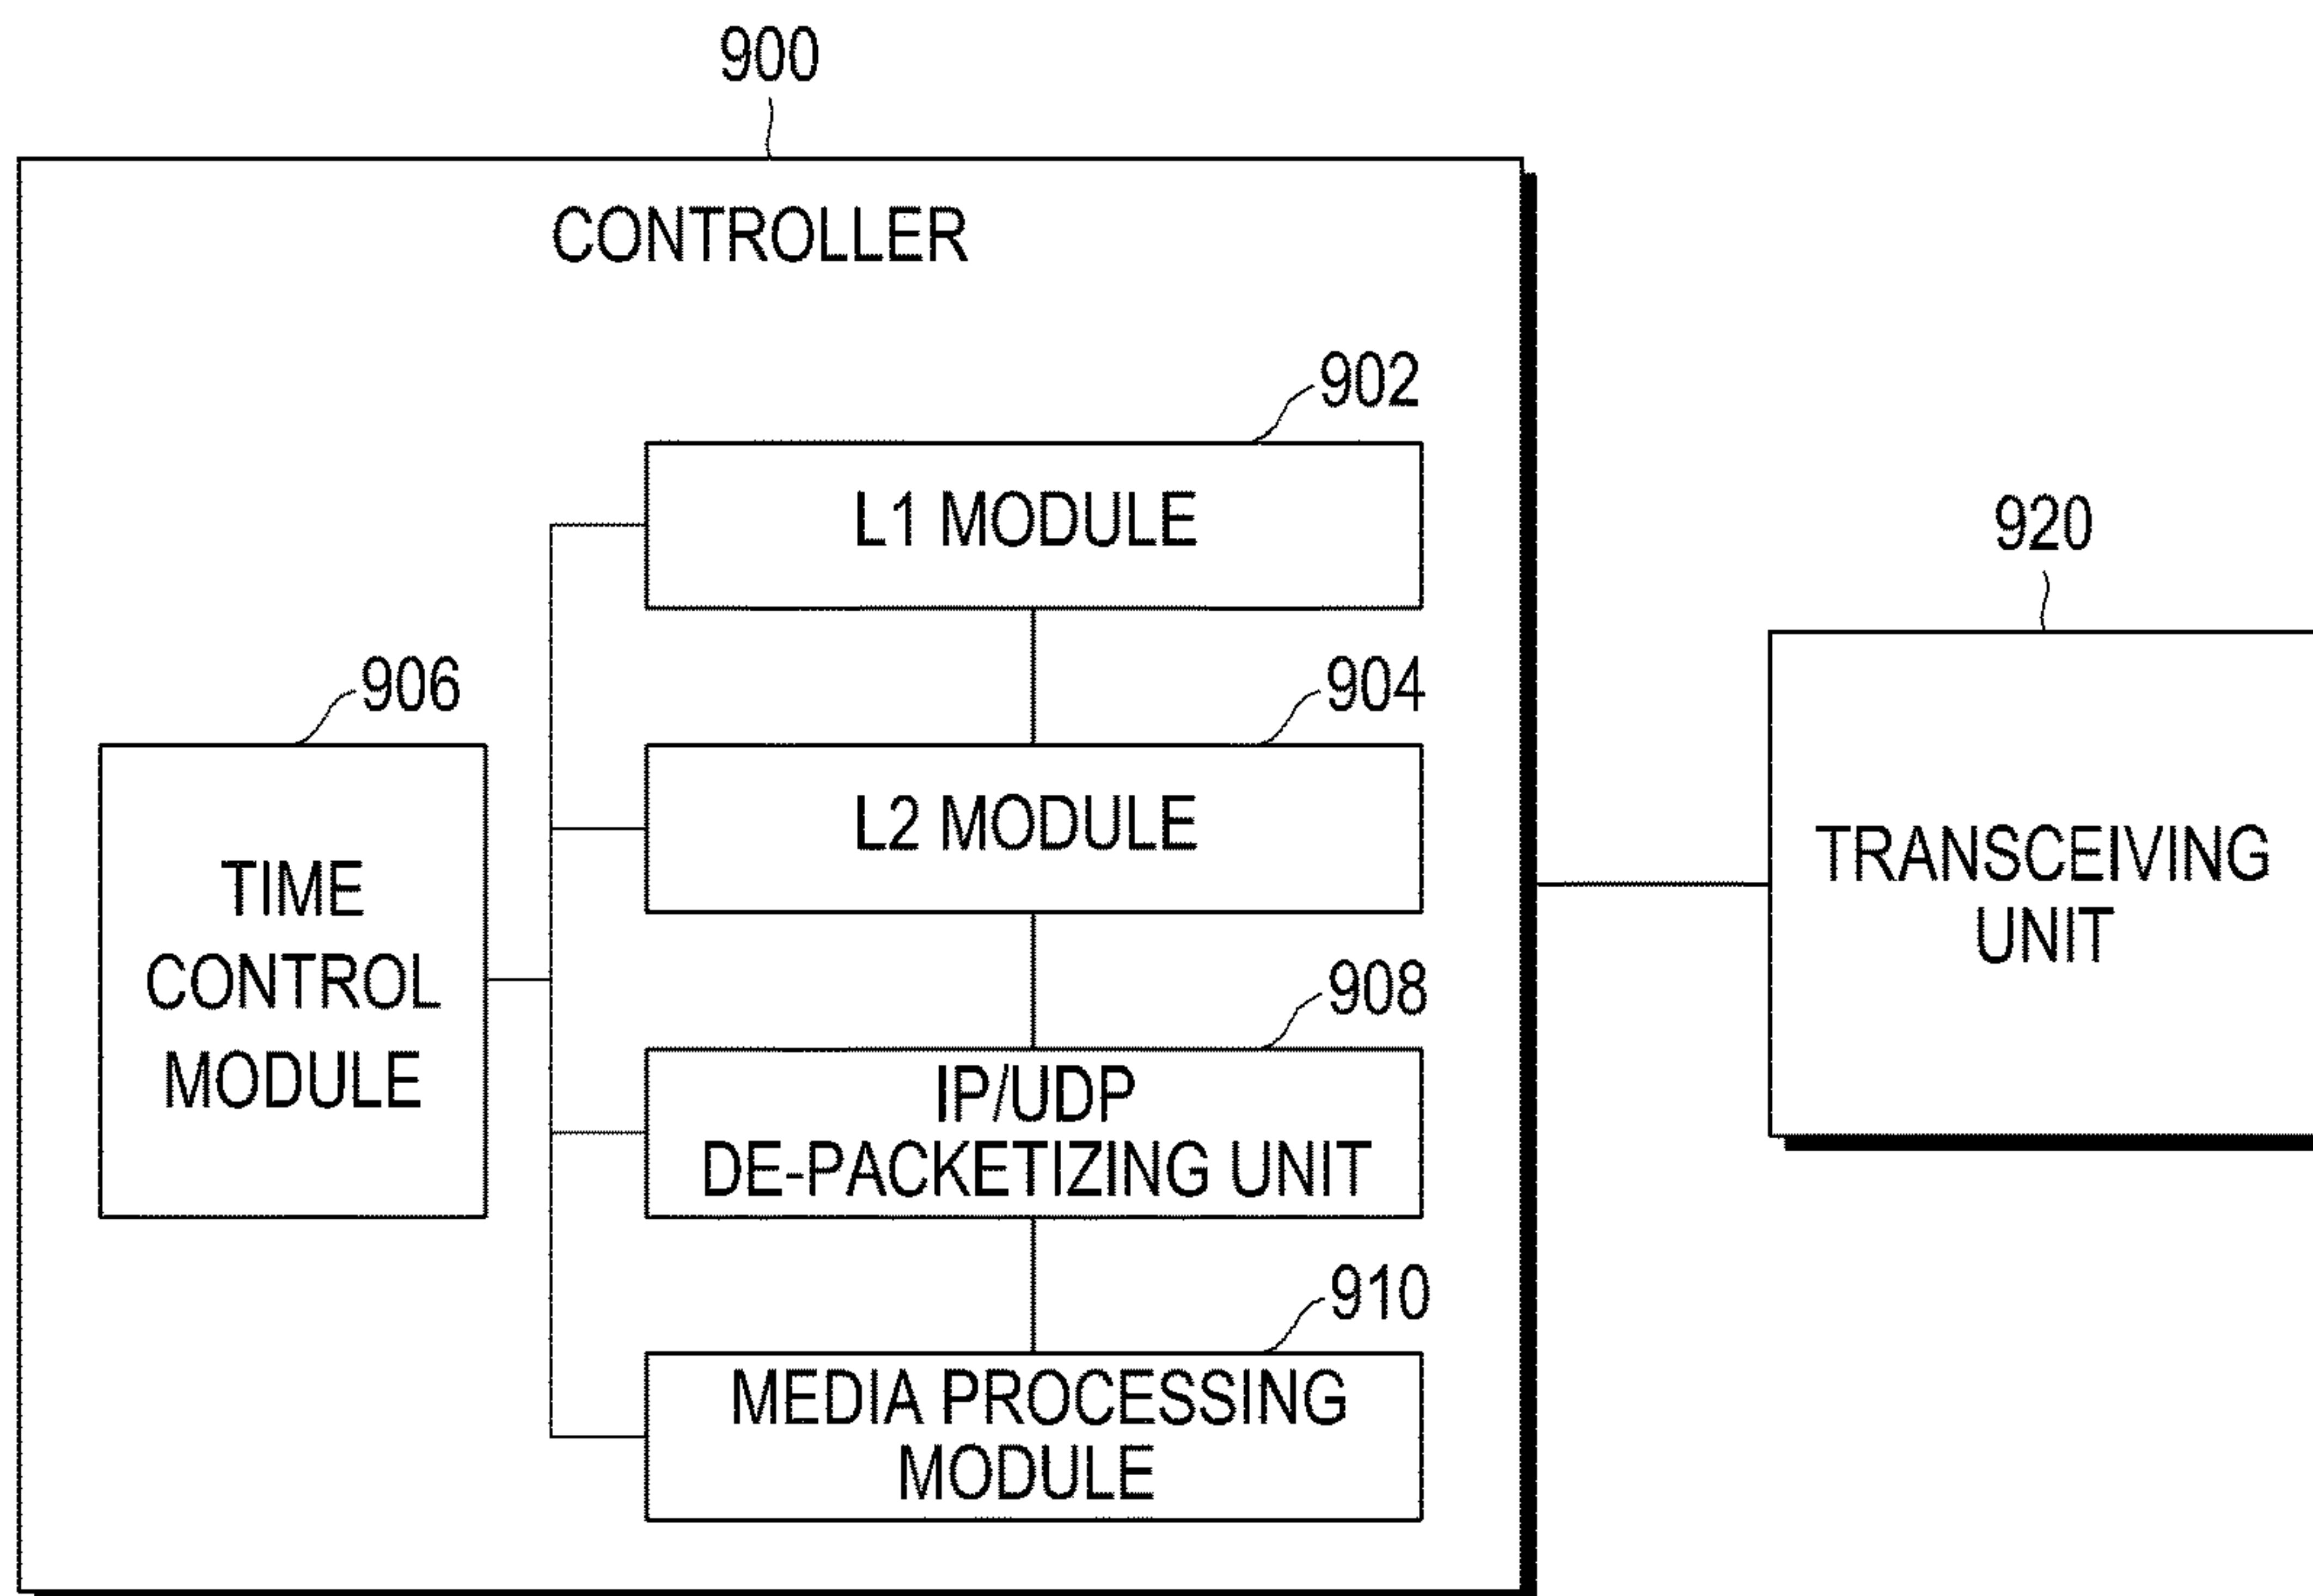 900
CONTROLLER
902
L1 MODULE
920
906
904
L2 MODULE
TIME
CONTROL
MODULE
TRANSCEIVING
UNIT
908
IP/UDP
DE-PACKETIZING UNIT
910
MEDIA PROCESSING
MODULE